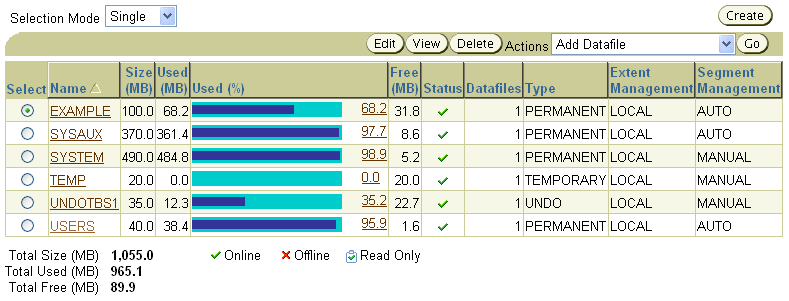 Selection Mode Single Create
Edit View Delete Actions Add Datafile Go
Select Name Size (MB) Used (MB) Used (%) Free (MB) Status Datafiles Type Extent Management Segment Management
EXAMPLE 100.0 68.2 68.2 31.8 1 PERMANENT LOCAL AUTO
SYSAUX 370.0 361.4 97.7 8.6 1 PERMANENT LOCAL AUTO
SYSTEM 490.0 484.8 98.9 5.2 1 PERMANENT LOCAL MANUAL
TEMP 20.0 0.0 0.0 20.0 1 TEMPORARY LOCAL MANUAL
UNDOTBS1 35.0 12.3 35.2 22.7 1 UNDO LOCAL MANUAL
USERS 40.0 38.4 95.9 1.6 1 PERMANENT LOCAL AUTO
Total Size (MB) 1,055.0 Online Offline Read Only
Total Used (MB) 965.1
Total Free (MB) 89.9